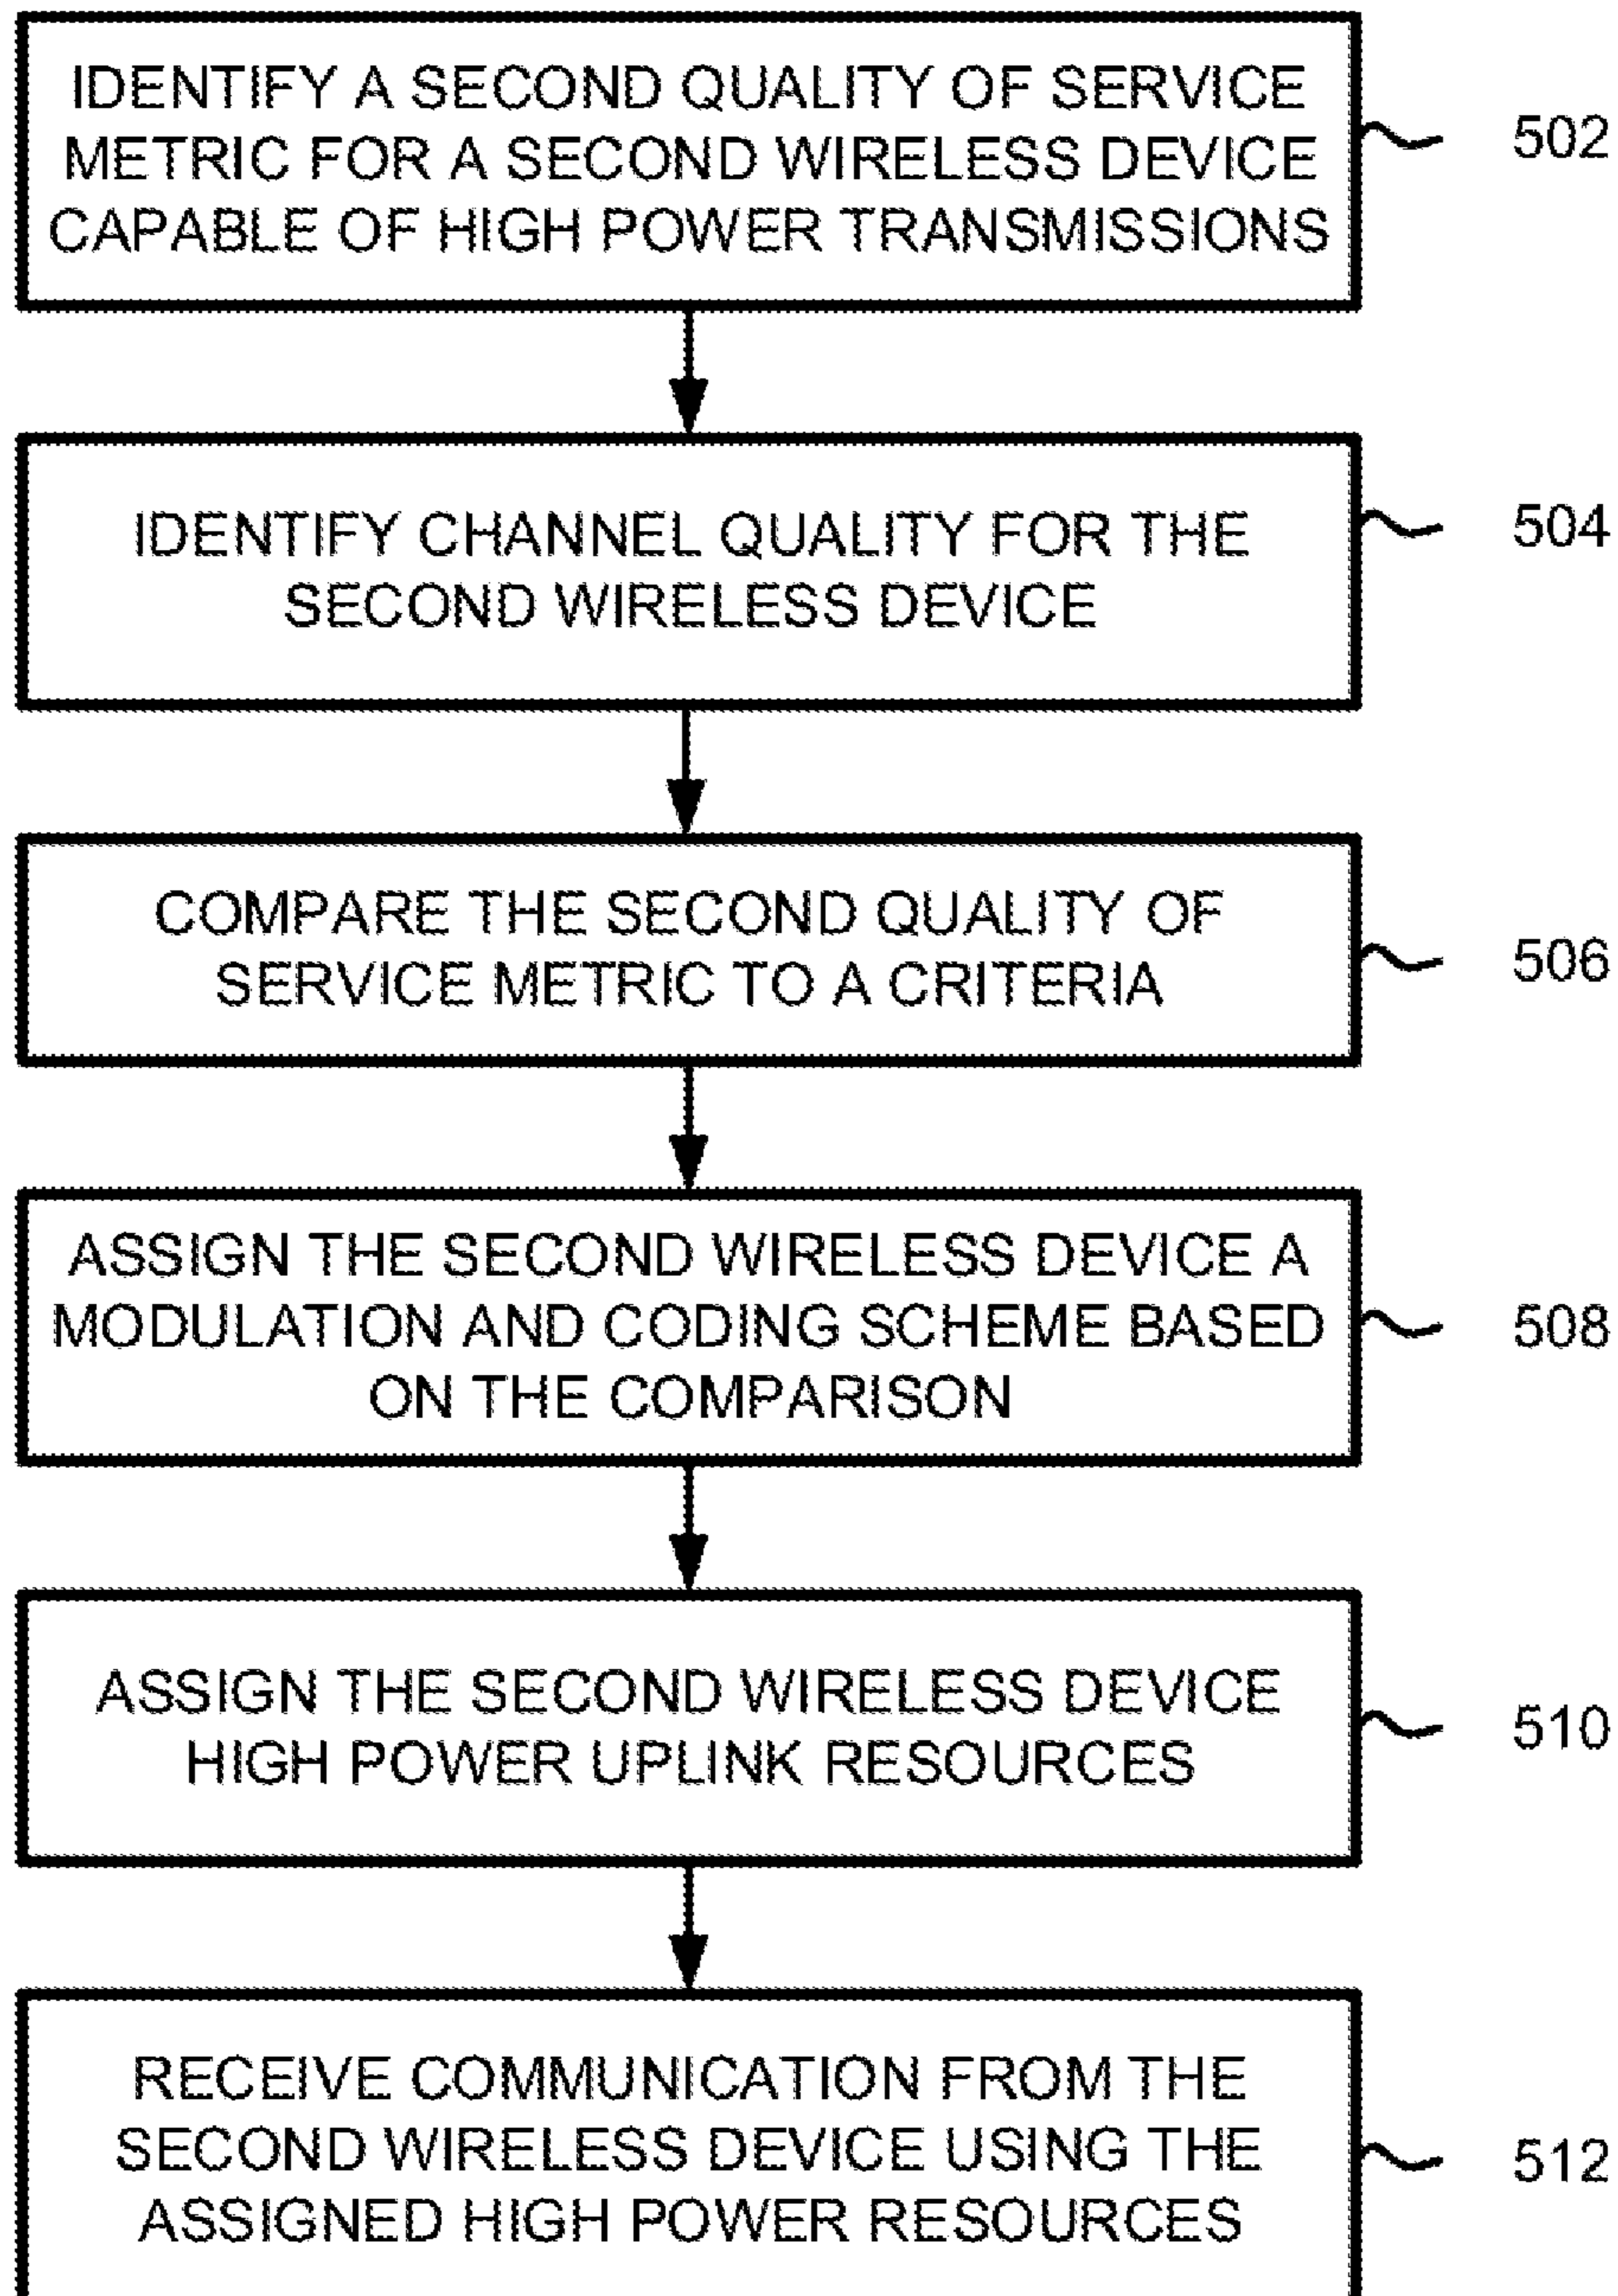 IDENTIFY A SECOND QUALITY OF SERVICE
METRIC FOR A SECOND WIRELESS DEVICE
CAPABLE OF HIGH POWER TRANSMISSIONS
502
IDENTIFY CHANNEL QUALITY FOR THE
SECOND WIRELESS DEVICE
504
COMPARE THE SECOND QUALITY OF
SERVICE METRIC TO A CRITERIA
506
ASSIGN THE SECOND WIRELESS DEVICE A
MODULATION AND CODING SCHEME BASED
ON THE COMPARISON
508
ASSIGN THE SECOND WIRELESS DEVICE
HIGH POWER UPLINK RESOURCES
510
RECEIVE COMMUNICATION FROM THE
SECOND WIRELESS DEVICE USING THE
ASSIGNED HIGH POWER RESOURCES
512